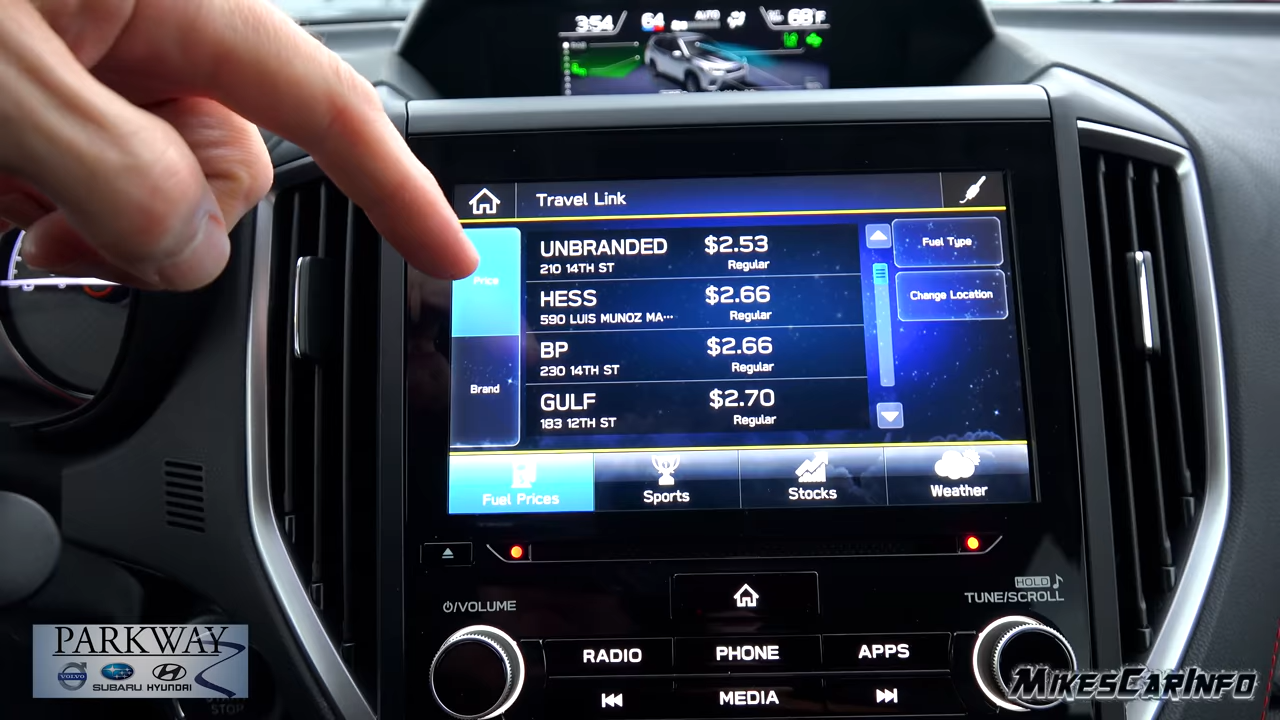 3:54
64
AUTO
68°F
Travel Link
Price
Brand
UNBRANDED $2.53
210 14TH ST Regular
HESS $2.66
590 LUIS MUNOZ MA··· Regular
BP $2.66
230 14TH ST Regular
GULF $2.70
183 12TH ST Regular
Fuel Type
Change Location
Fuel Prices
Sports
Stocks
Weather
/VOLUME
HOLD
TUNE/SCROLL
RADIO
PHONE
APPS
MEDIA
STOP
PARKWAY
VOLVO
SUBARU HYUNDAI
MIKESCARINFO